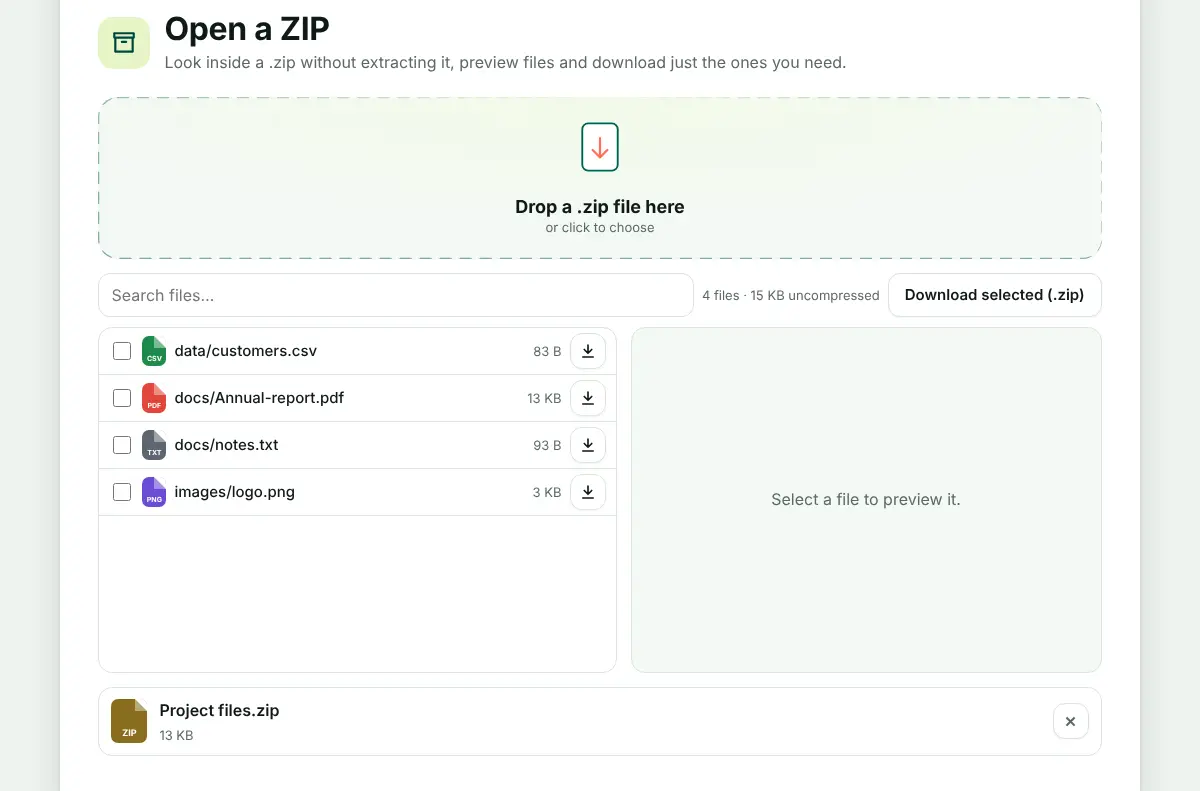 Open a ZIP
Look inside a .zip without extracting it, preview files and download just the ones you need.
Drop a .zip file here
or click to choose
Search files...
4 files · 15 KB uncompressed
Download selected (.zip)
CSV
data/customers.csv
83 B
PDF
docs/Annual-report.pdf
13 KB
TXT
docs/notes.txt
93 B
PNG
images/logo.png
3 KB
Select a file to preview it.
ZIP
Project files.zip
13 KB